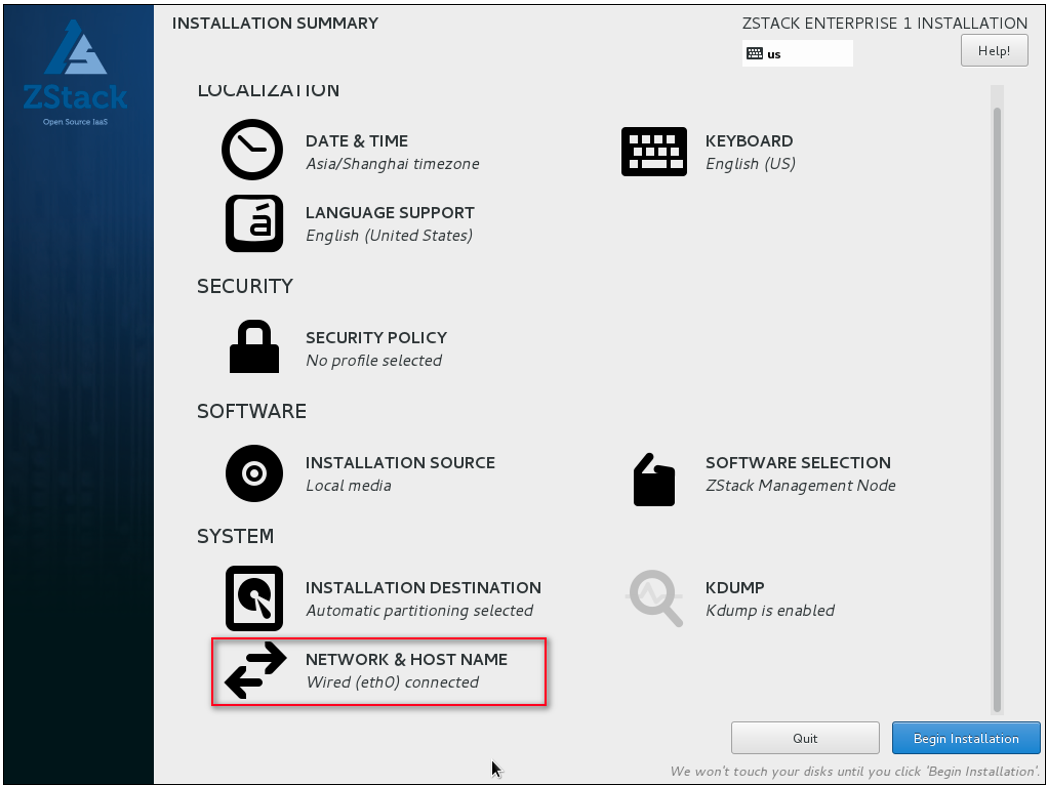 INSTALLATION SUMMARY
ZSTACK ENTERPRISE 1 INSTALLATION
us
Help!
ZStack
Open Source IaaS
LOCALIZATION
DATE & TIME
Asia/Shanghai timezone
KEYBOARD
English (US)
LANGUAGE SUPPORT
English (United States)
SECURITY
SECURITY POLICY
No profile selected
SOFTWARE
INSTALLATION SOURCE
Local media
SOFTWARE SELECTION
ZStack Management Node
SYSTEM
INSTALLATION DESTINATION
Automatic partitioning selected
KDUMP
Kdump is enabled
NETWORK & HOST NAME
Wired (eth0) connected
Quit
Begin Installation
We won't touch your disks until you click 'Begin Installation'.